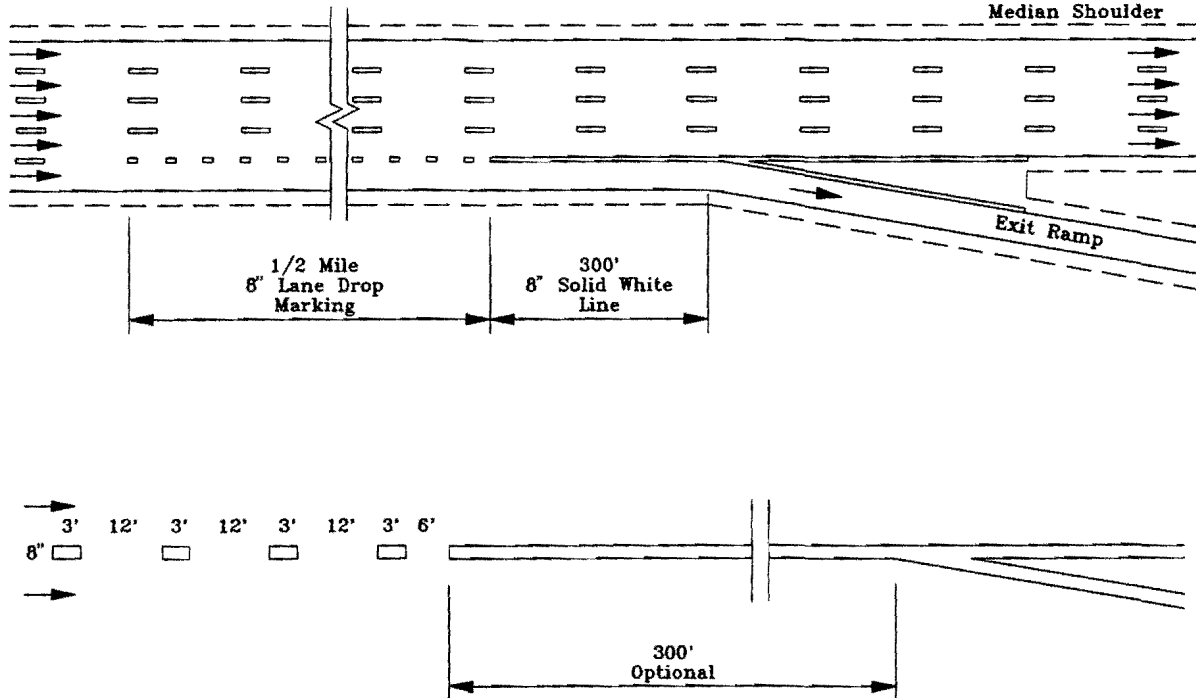 Median Shoulder
Exit Ramp
1/2 Mile
8" Lane Drop
Marking
300'
8" Solid White
Line
3' 12' 3' 12' 3' 12' 3' 6'
8"
300'
Optional